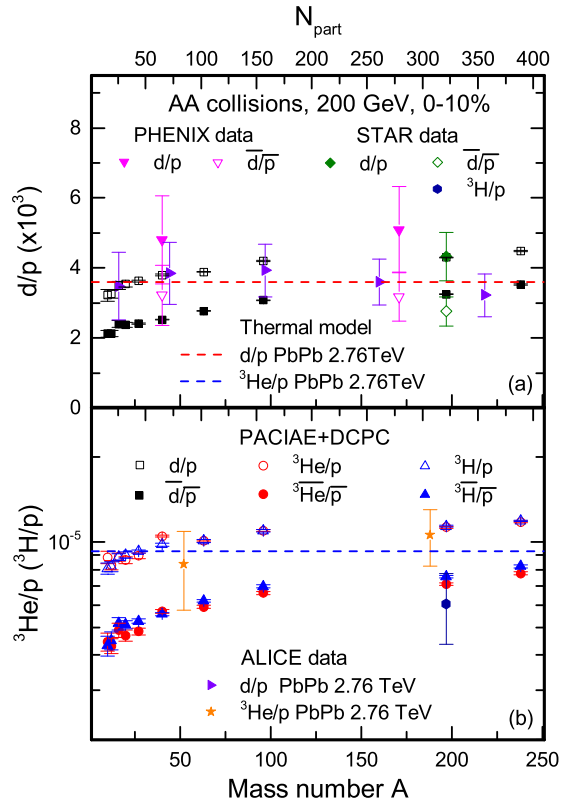 N_part
0 50 100 150 200 250 300 350 400
AA collisions, 200 GeV, 0-10%
PHENIX data STAR data
d/p d̅/p̅ d/p d̅/p̅
³H/p
Thermal model
d/p PbPb 2.76TeV
³He/p PbPb 2.76TeV
(a)
d/p (x10³)
9
6
4
2
0
PACIAE+DCPC
d/p ³He/p ³H/p
d̅/p̅ ³H̅e̅/p̅ ³H̅/p̅
10⁻⁵
³He/p (³H/p)
ALICE data
d/p PbPb 2.76 TeV
³He/p PbPb 2.76 TeV
(b)
50 100 150 200 250
Mass number A